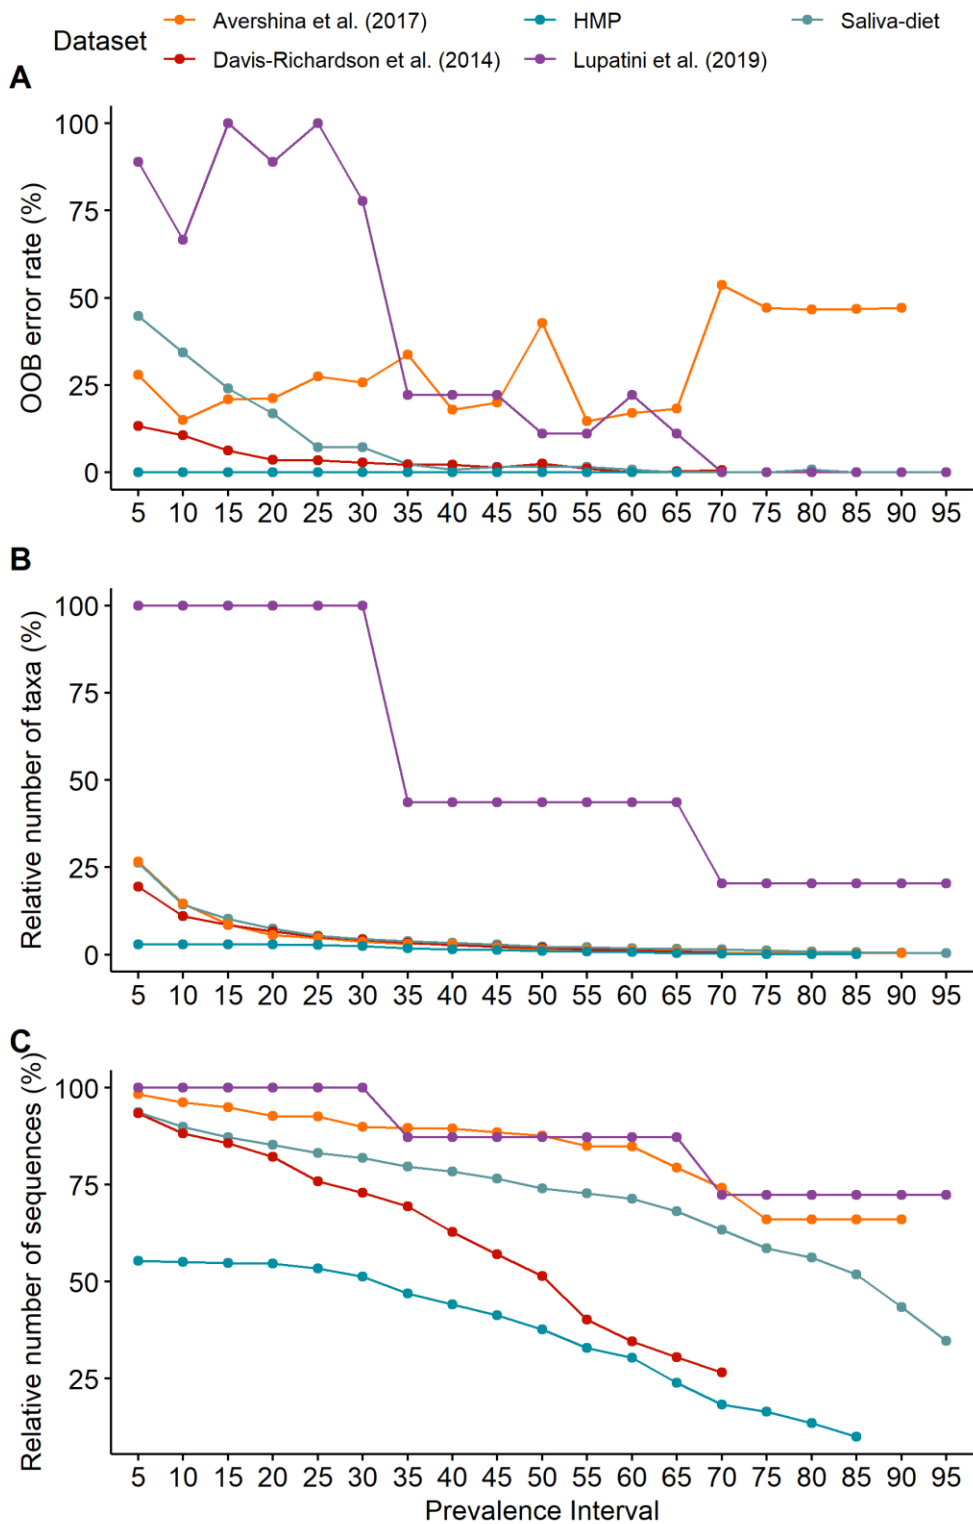 Dataset
Avershina et al. (2017)
HMP
Saliva-diet
Davis-Richardson et al. (2014)
Lupatini et al. (2019)
A
OOB error rate (%)
100
75
50
25
0
5 10 15 20 25 30 35 40 45 50 55 60 65 70 75 80 85 90 95
B
Relative number of taxa (%)
100
75
50
25
0
5 10 15 20 25 30 35 40 45 50 55 60 65 70 75 80 85 90 95
C
Relative number of sequences (%)
100
75
50
25
5 10 15 20 25 30 35 40 45 50 55 60 65 70 75 80 85 90 95
Prevalence Interval